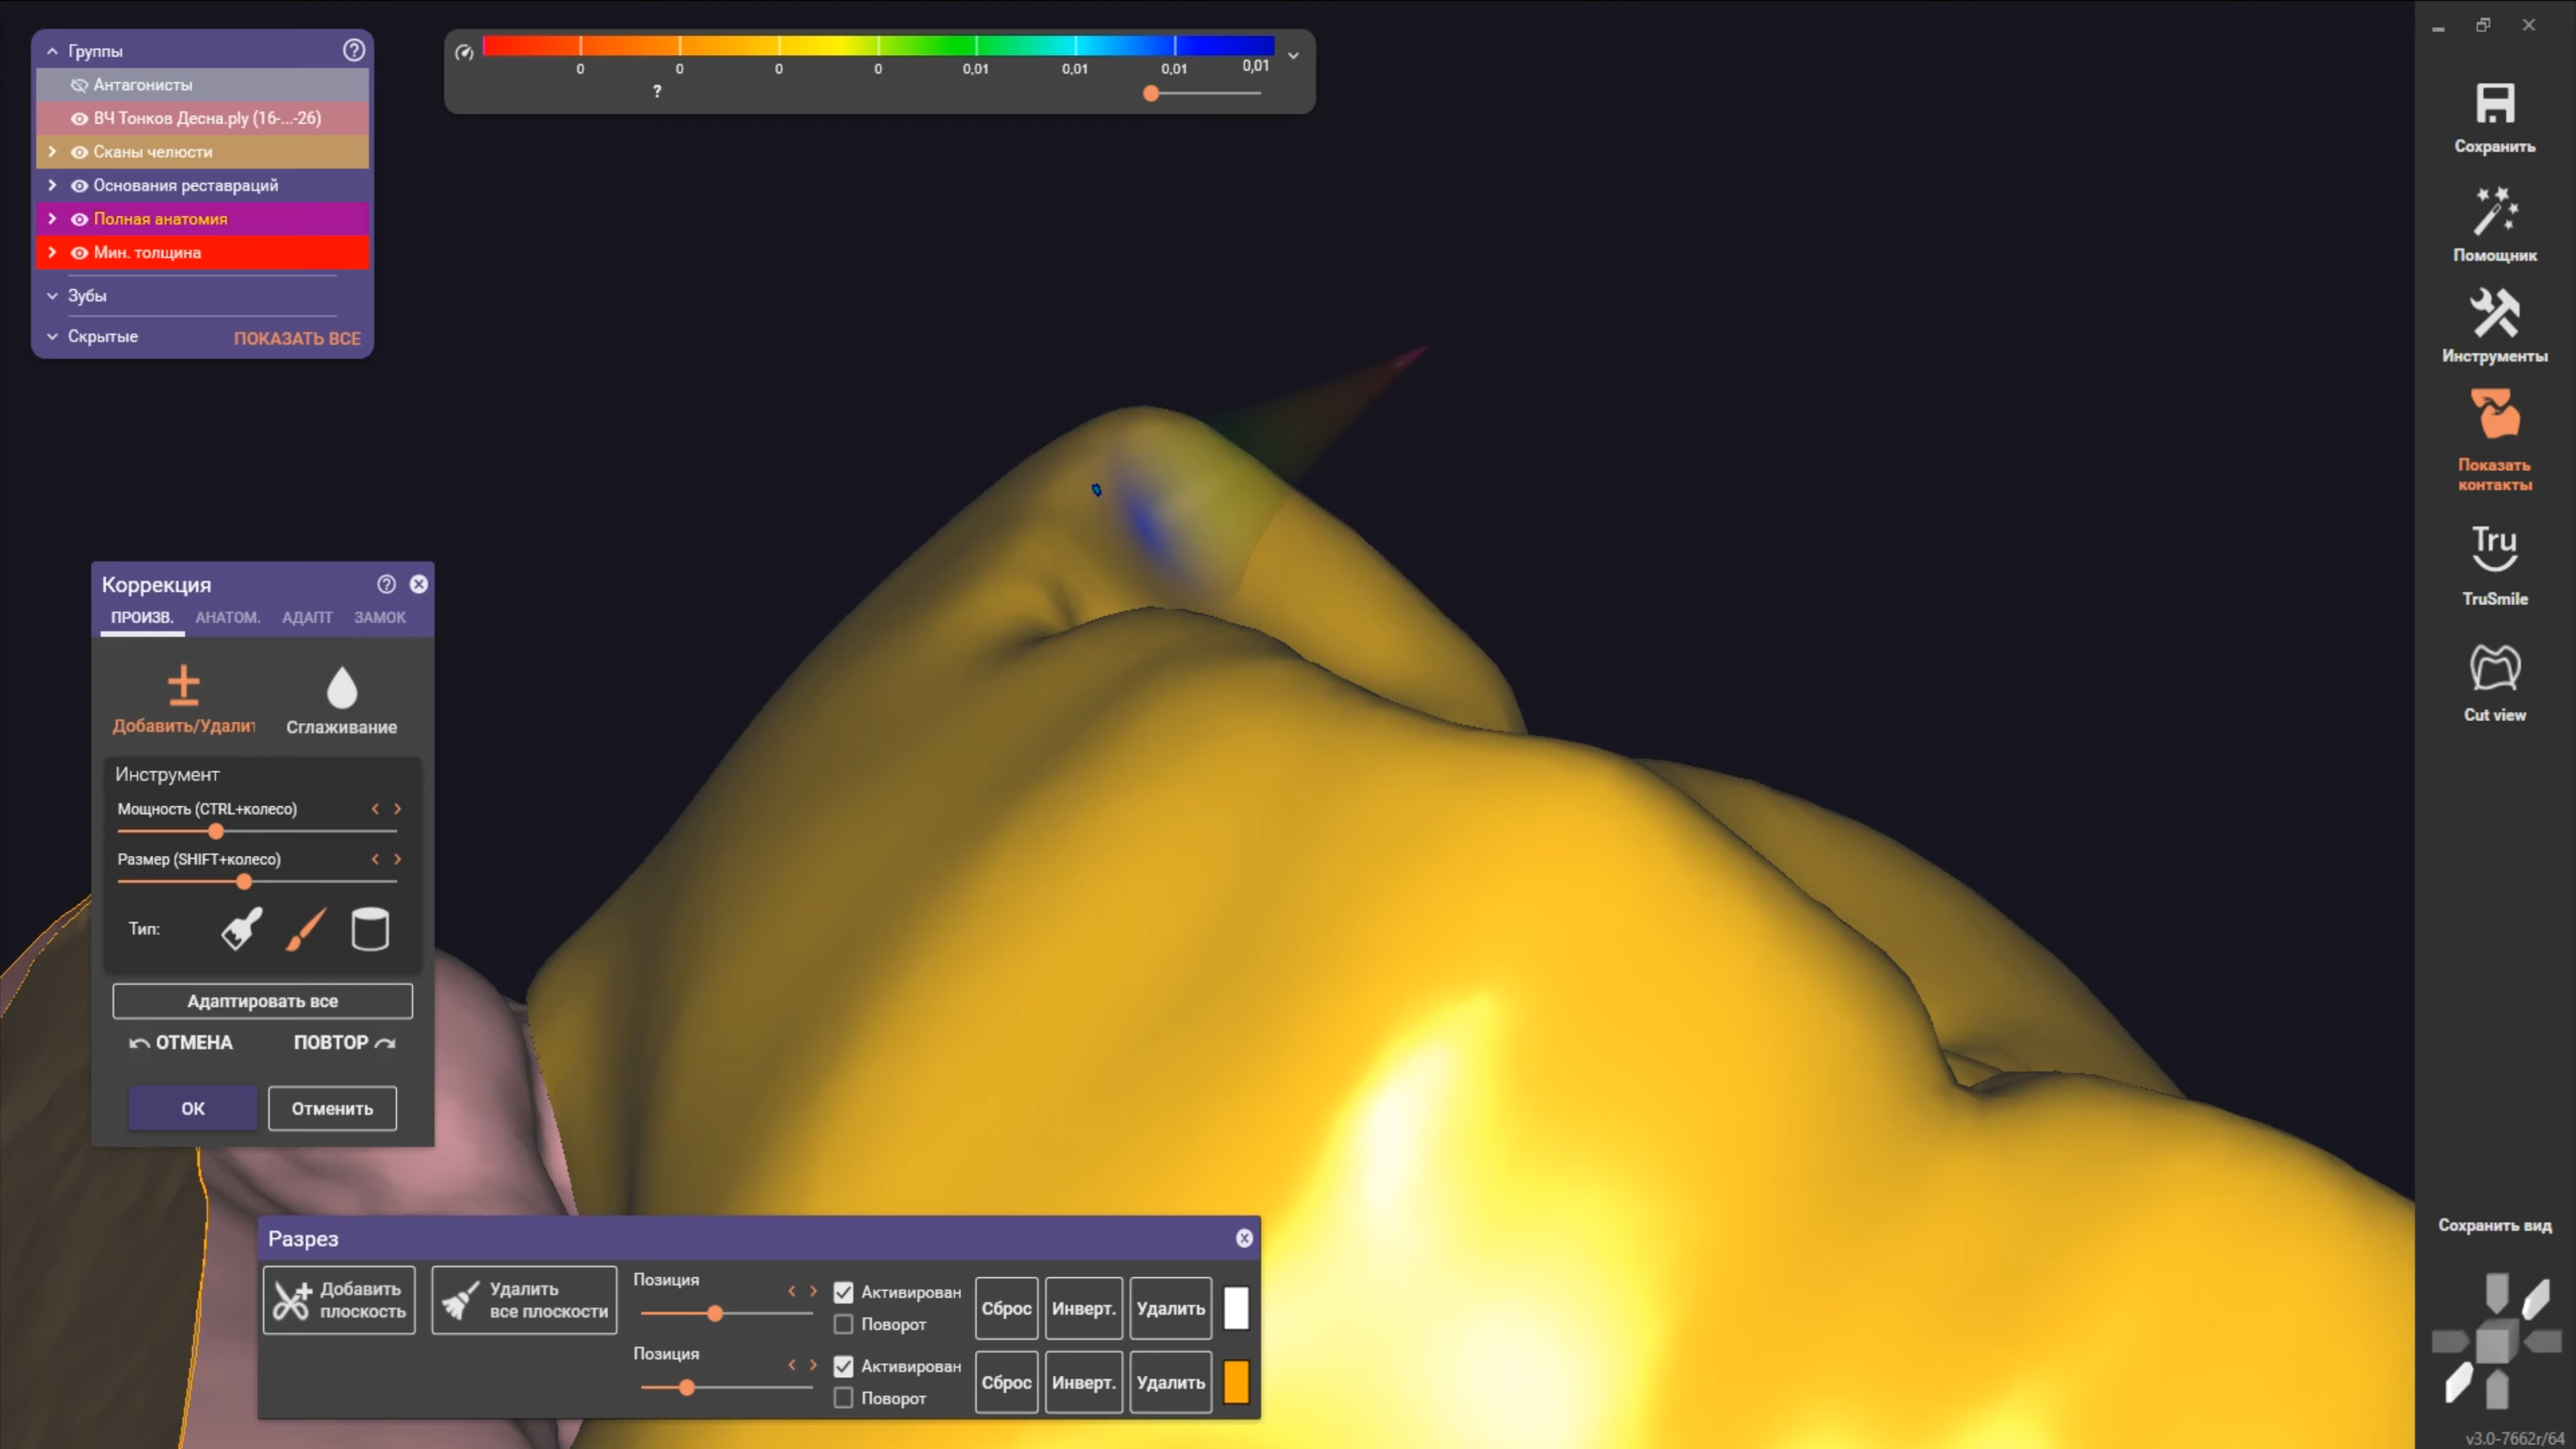 Группы
Антагонисты
ВЧ Тонков Десна.ply (16-...-26)
Сканы челюсти
Основания реставраций
Полная анатомия
Мин. толщина
Зубы
Скрытые ПОКАЗАТЬ ВСЕ
0 0 0 0 0,01 0,01 0,01 0,01
?
Сохранить
Помощник
Инструменты
Показать
контакты
Tru
TruSmile
Cut view
Коррекция
ПРОИЗВ. АНАТОМ. АДАПТ ЗАМОК
Добавить/Удалит
Сглаживание
Инструмент
Мощность (CTRL+колесо)
Размер (SHIFT+колесо)
Тип:
Адаптировать все
ОТМЕНА ПОВТОР
ОК Отменить
Разрез
Добавить
плоскость
Удалить
все плоскости
Позиция
Активирован
Поворот
Сброс Инверт. Удалить
Позиция
Активирован
Поворот
Сброс Инверт. Удалить
Сохранить вид
v3.0-7662r/64